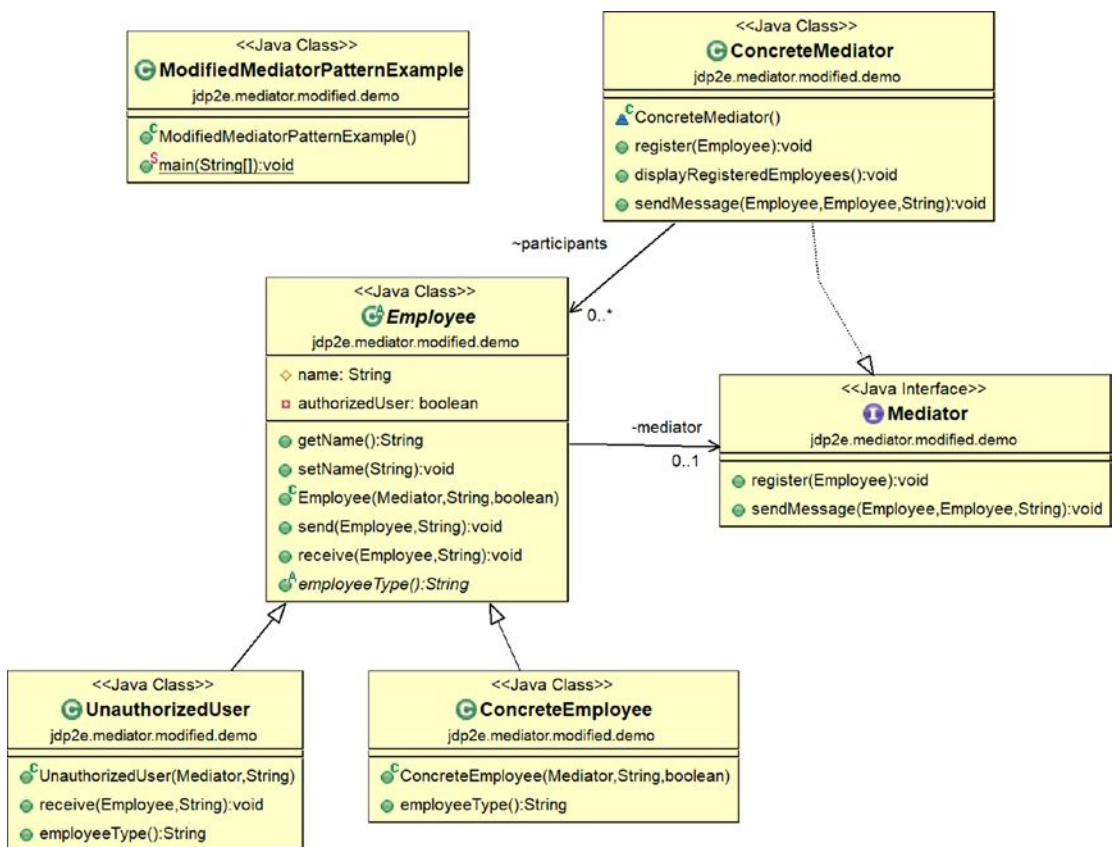 <<Java Class>>
ModifiedMediatorPatternExample
jdp2e.mediator.modified.demo
ModifiedMediatorPatternExample()
main(String[]):void
<<Java Class>>
ConcreteMediator
jdp2e.mediator.modified.demo
ConcreteMediator()
register(Employee):void
displayRegisteredEmployees():void
sendMessage(Employee,Employee,String):void
~participants
0..*
<<Java Class>>
Employee
jdp2e.mediator.modified.demo
name: String
authorizedUser: boolean
getName():String
setName(String):void
Employee(Mediator,String,boolean)
send(Employee,String):void
receive(Employee,String):void
employeeType():String
-mediator
0..1
<<Java Interface>>
Mediator
jdp2e.mediator.modified.demo
register(Employee):void
sendMessage(Employee,Employee,String):void
<<Java Class>>
UnauthorizedUser
jdp2e.mediator.modified.demo
UnauthorizedUser(Mediator,String)
receive(Employee,String):void
employeeType():String
<<Java Class>>
ConcreteEmployee
jdp2e.mediator.modified.demo
ConcreteEmployee(Mediator,String,boolean)
employeeType():String